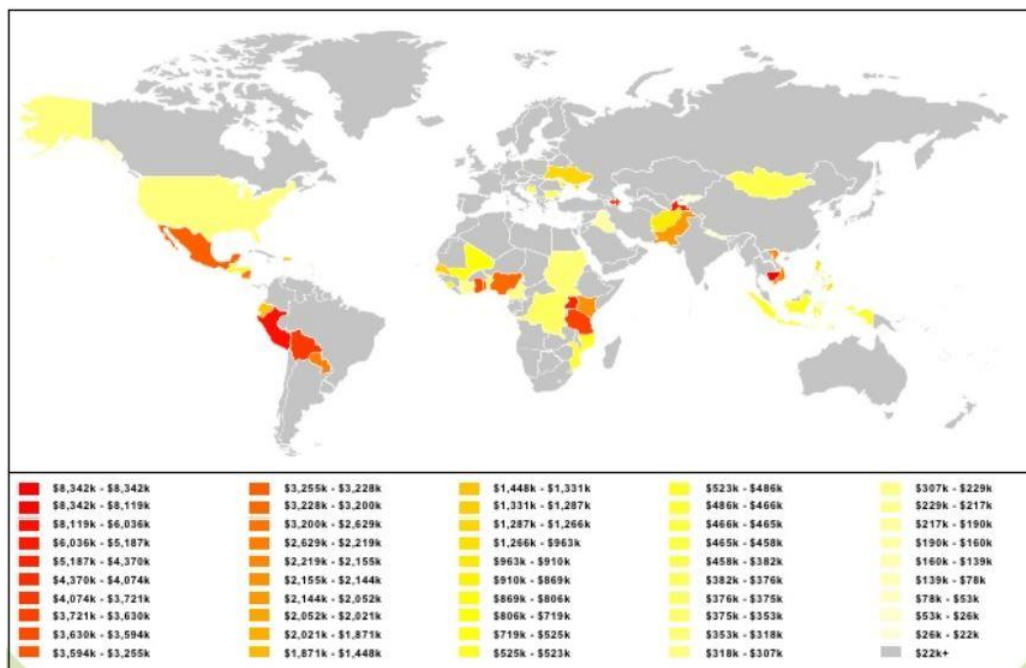 $8,342k - $8,342k
$8,342k - $8,119k
$8,119k - $6,036k
$6,036k - $5,187k
$5,187k - $4,370k
$4,370k - $4,074k
$4,074k - $3,721k
$3,721k - $3,630k
$3,630k - $3,594k
$3,594k - $3,255k
$3,255k - $3,228k
$3,228k - $3,200k
$3,200k - $2,629k
$2,629k - $2,219k
$2,219k - $2,155k
$2,155k - $2,144k
$2,144k - $2,052k
$2,052k - $2,021k
$2,021k - $1,871k
$1,871k - $1,448k
$1,448k - $1,331k
$1,331k - $1,287k
$1,287k - $1,266k
$1,266k - $963k
$963k - $910k
$910k - $869k
$869k - $806k
$806k - $719k
$719k - $525k
$525k - $523k
$523k - $486k
$486k - $466k
$466k - $465k
$465k - $458k
$458k - $382k
$382k - $376k
$376k - $375k
$375k - $353k
$353k - $318k
$318k - $307k
$307k - $229k
$229k - $217k
$217k - $190k
$190k - $160k
$160k - $139k
$139k - $78k
$78k - $53k
$53k - $26k
$26k - $22k
$22k+